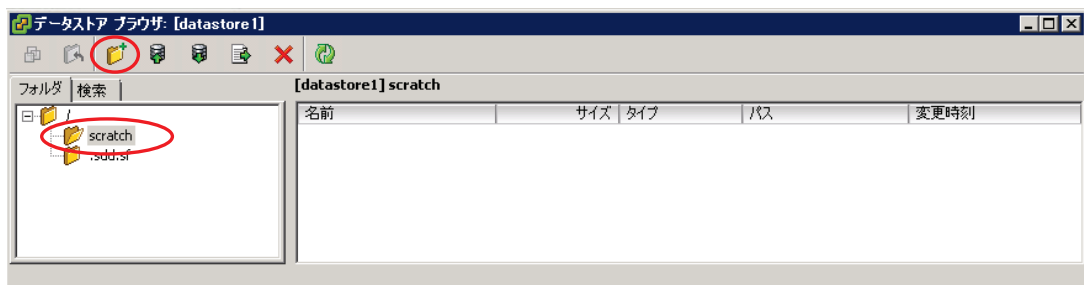 データストア ブラウザ: [datastore1]
フォルダ 検索 [datastore1] scratch
/ 名前 サイズ タイプ パス 変更時刻
scratch
.sdd.sf